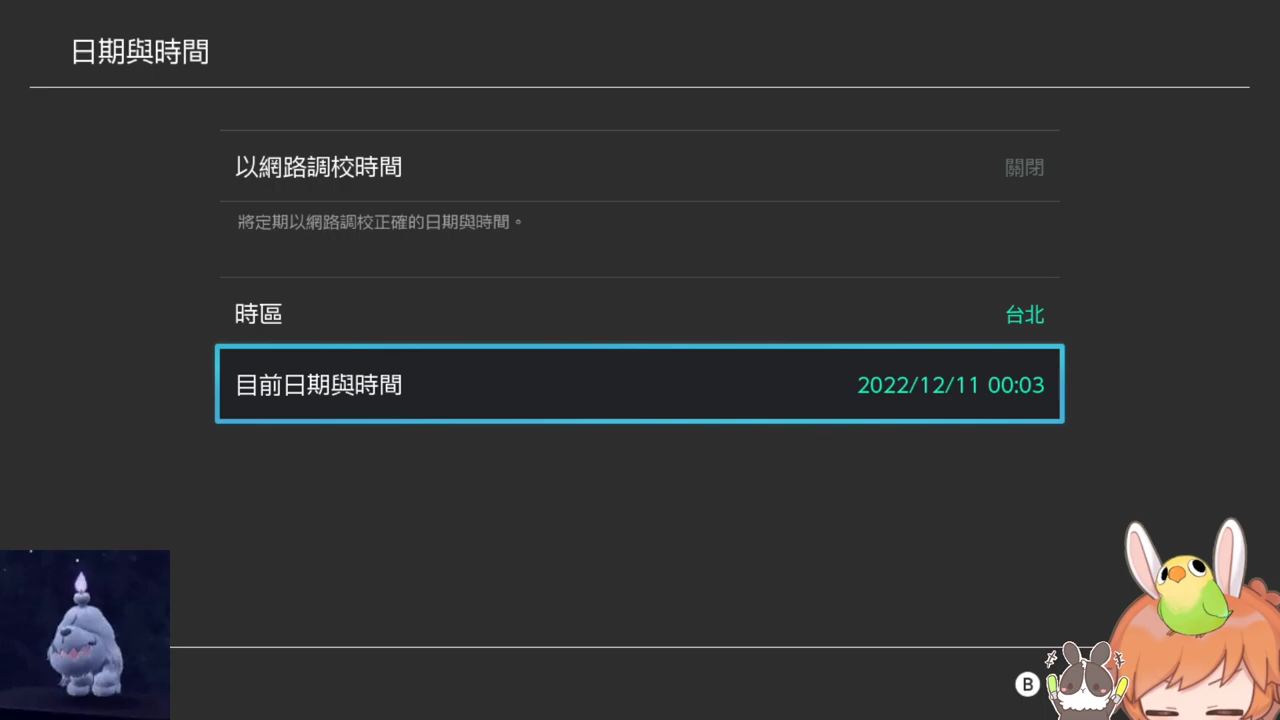 日期與時間
以網路調校時間
關閉
將定期以網路調校正確的日期與時間。
時區
台北
目前日期與時間
2022/12/11 00:03
B